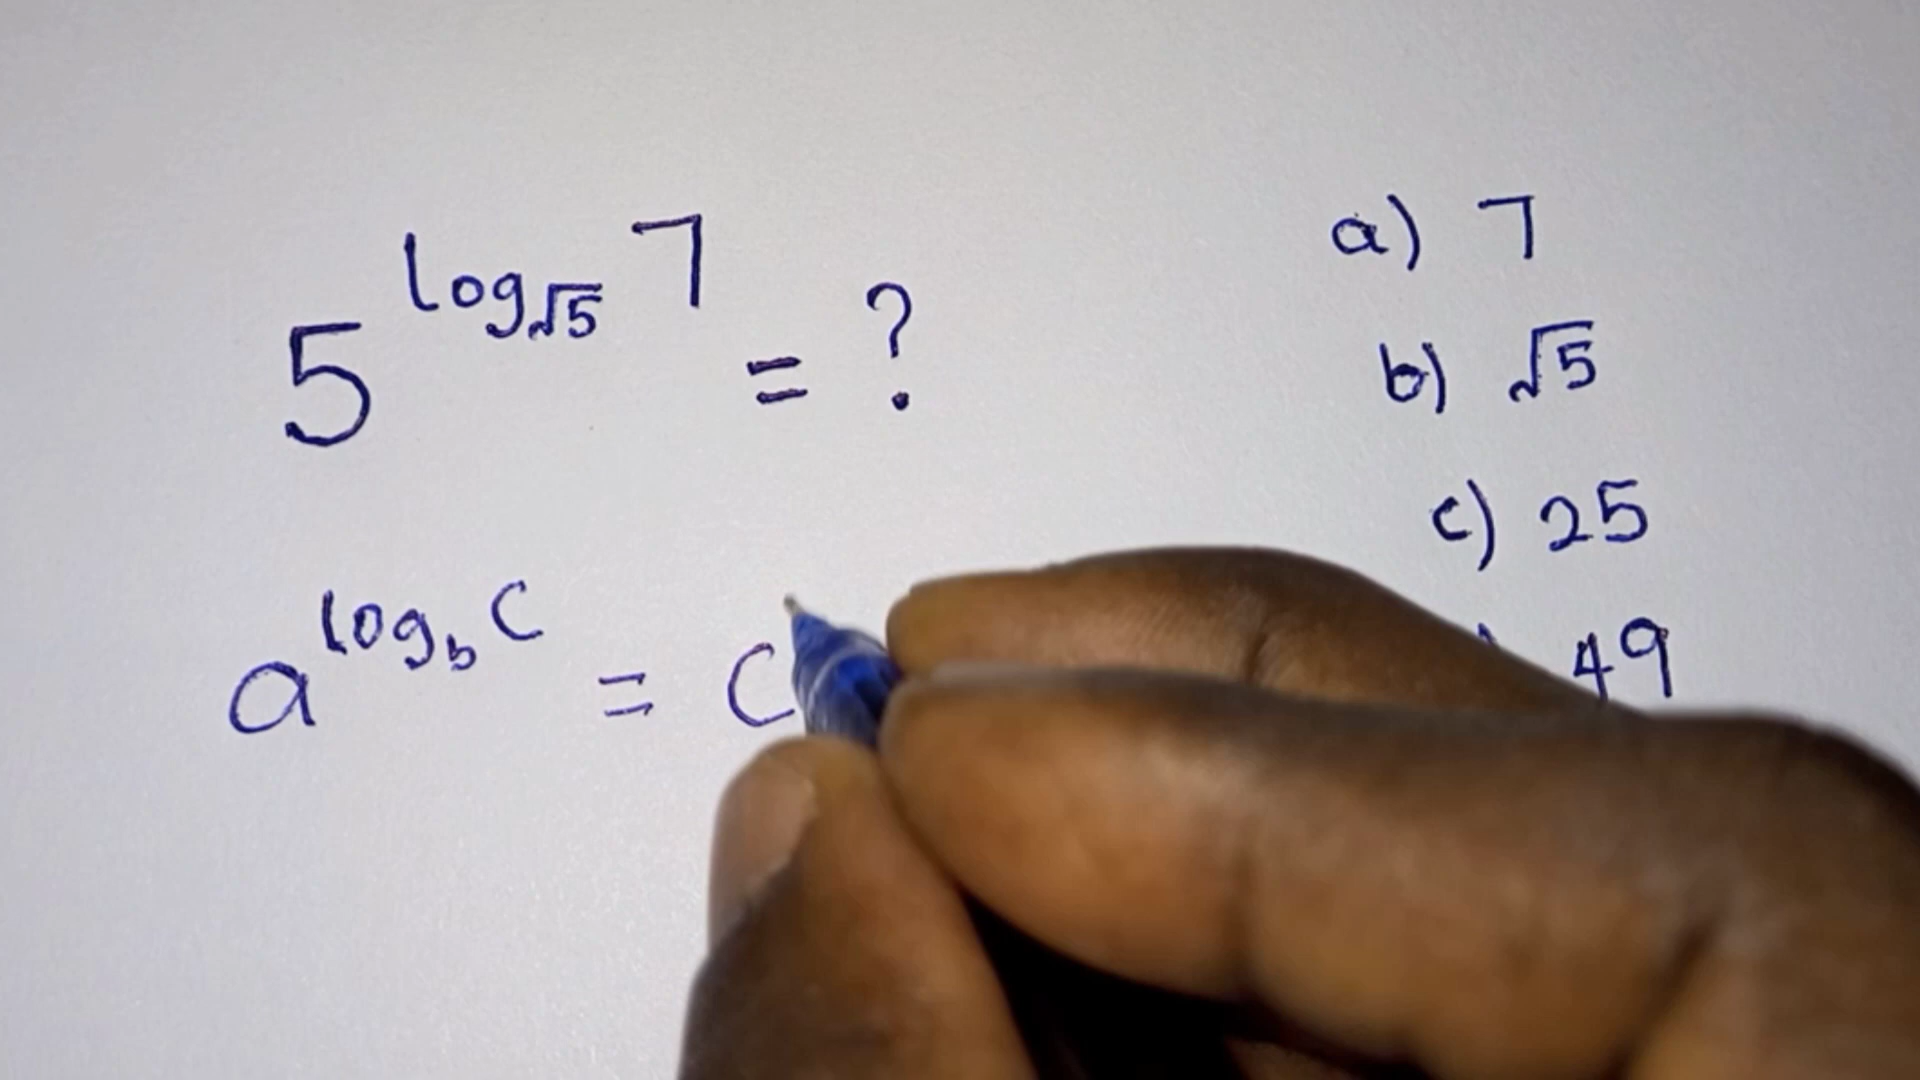 5^log_√5 7 = ?
a) 7
b) √5
c) 25
) 49
a^log_b c = c